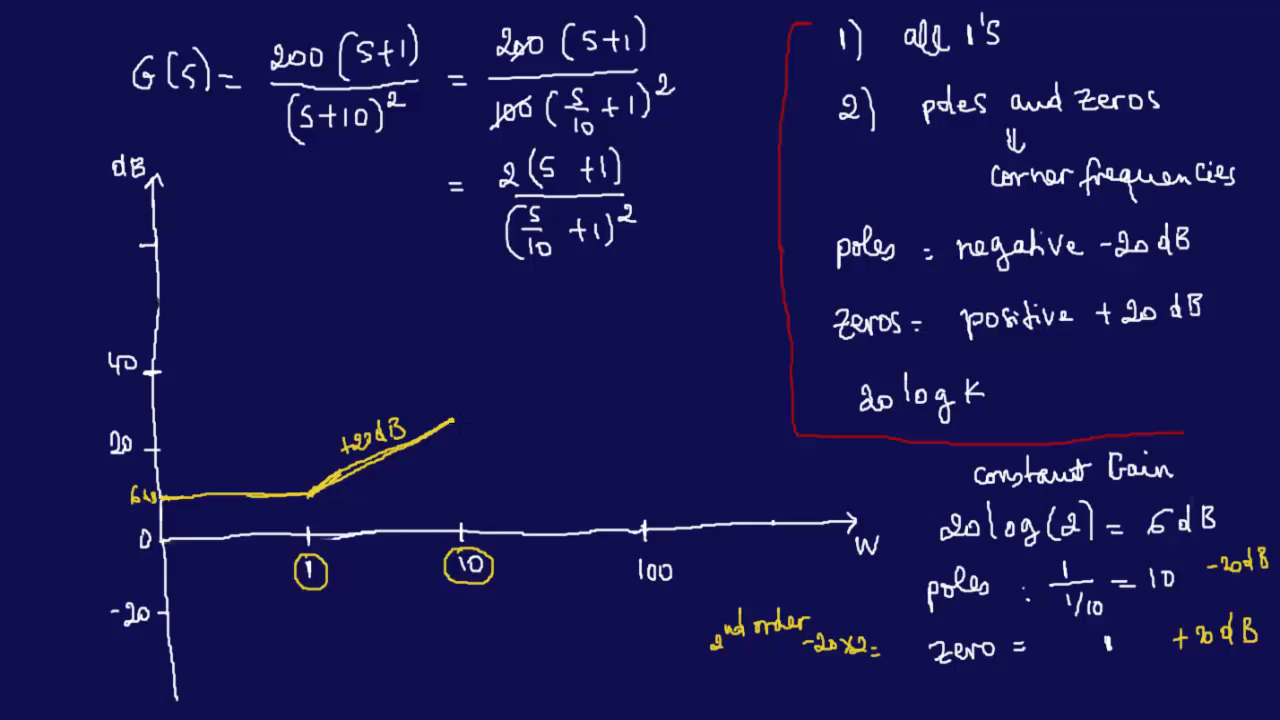 G(s) = 200 (s+1) / (s+10)^2 = 200 (s+1) / 100 (s/10 + 1)^2
= 2 (s +1) / (s/10 +1)^2
dB
40
20
6dB
0
-20
+20dB
1
10
100
W
1) all 1's
2) poles and zeros
⇓
corner frequencies
poles = negative -20 dB
zeros = positive + 20 dB
20 log K
constant Gain
20 log (2) = 6 dB
poles : 1 / 1/10 = 10 -20dB
2nd order -20x2=
zero = 1 +20dB